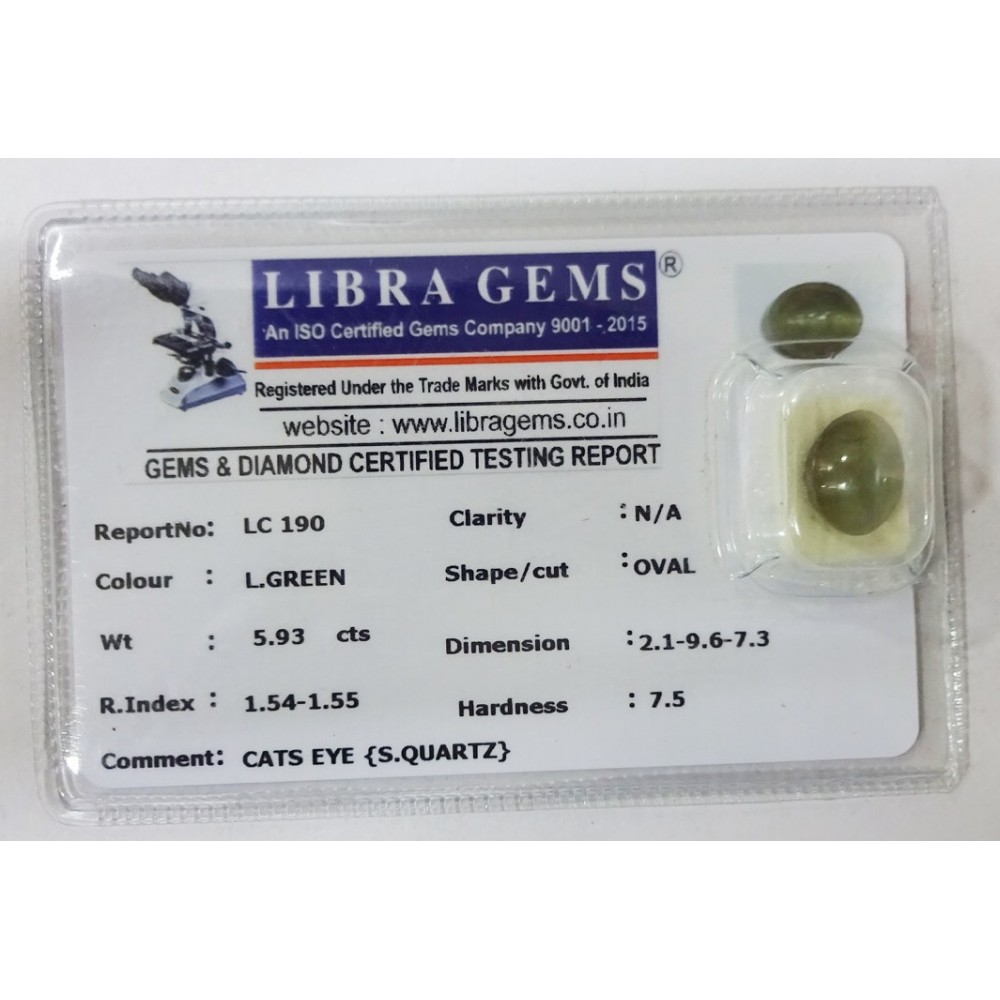 LIBRA GEMS ®
An ISO Certified Gems Company 9001 - 2015
Registered Under the Trade Marks with Govt. of India
website : www.libragems.co.in
GEMS & DIAMOND CERTIFIED TESTING REPORT
ReportNo: LC 190 Clarity : N/A
Colour : L.GREEN Shape/cut : OVAL
Wt : 5.93 cts Dimension : 2.1-9.6-7.3
R.Index : 1.54-1.55 Hardness : 7.5
Comment: CATS EYE {S.QUARTZ}